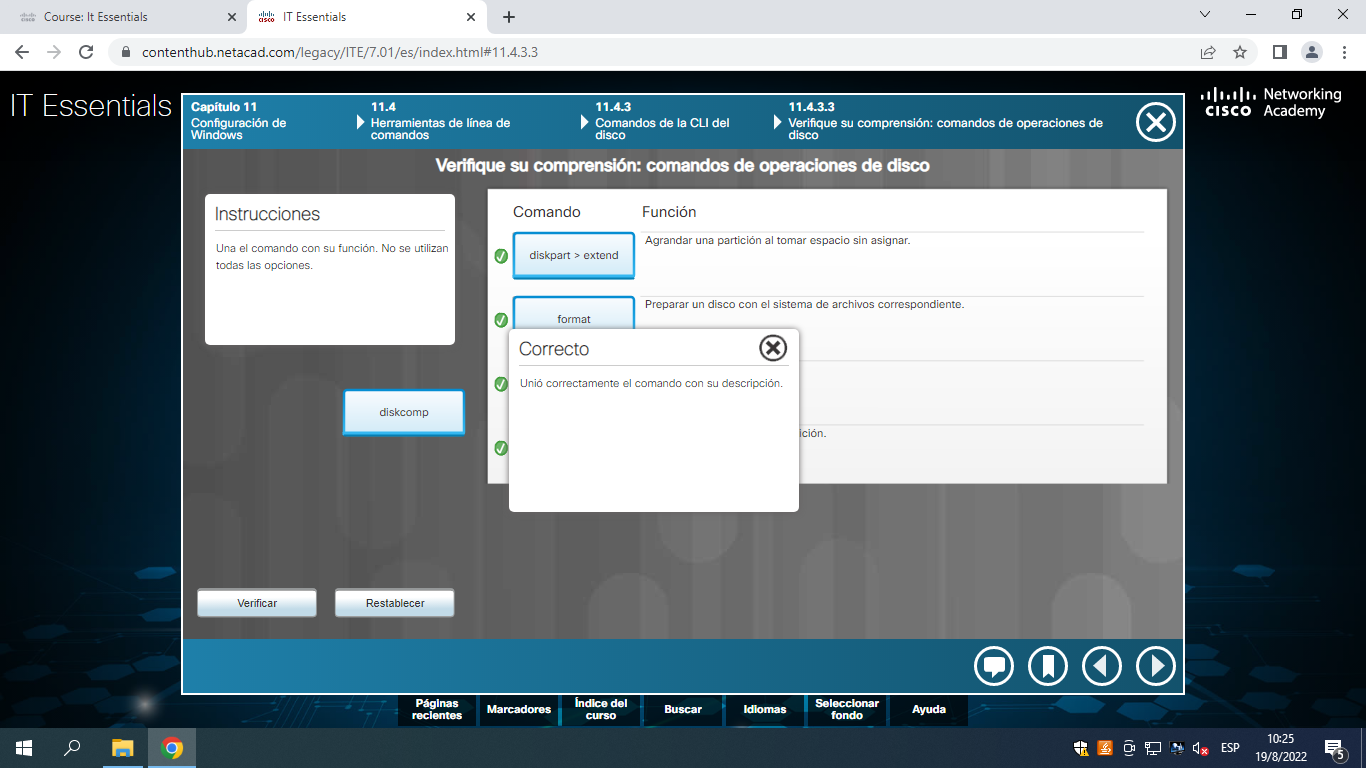 Course: It Essentials
IT Essentials
contenthub.netacad.com/legacy/ITE/7.01/es/index.html#11.4.3.3
IT Essentials
Capítulo 11
Configuración de
Windows
11.4
Herramientas de línea de
comandos
11.4.3
Comandos de la CLI del
disco
11.4.3.3
Verifique su comprensión: comandos de operaciones de
disco
CISCO
Networking
Academy
Verifique su comprensión: comandos de operaciones de disco
Instrucciones
Una el comando con su función. No se utilizan
todas las opciones.
Comando
Función
diskpart > extend
Agrandar una partición al tomar espacio sin asignar.
format
Preparar un disco con el sistema de archivos correspondiente.
Correcto
Unió correctamente el comando con su descripción.
ición.
diskcomp
Verificar
Restablecer
Páginas
recientes
Marcadores
Índice del
curso
Buscar
Idiomas
Seleccionar
fondo
Ayuda
ESP
10:25
19/8/2022
5